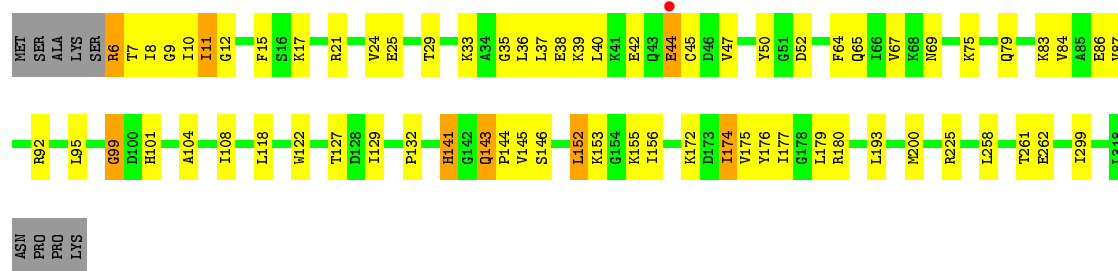 MET SER ALA LYS SER R6 T7 I8 G9 I10 I11 G12 F15 S16 K17 R21 V24 E25 T29 K33 A34 G35 L36 L37 E38 K39 L40 K41 E42 Q43 E44 C45 D46 V47 Y50 G51 D52 F64 Q65 I66 V67 K68 N69 K75 Q79 K83 V84 A85 E86 V87
R92 L95 G99 D100 H101 A104 I108 L118 W122 T127 D128 I129 P132 H141 G142 Q143 P144 V145 S146 L152 K153 G154 K155 I156 K172 D173 I174 V175 Y176 I177 G178 L179 R180 L193 M200 R225 L258 T261 E262 I299 L318
ASN PRO PRO LYS